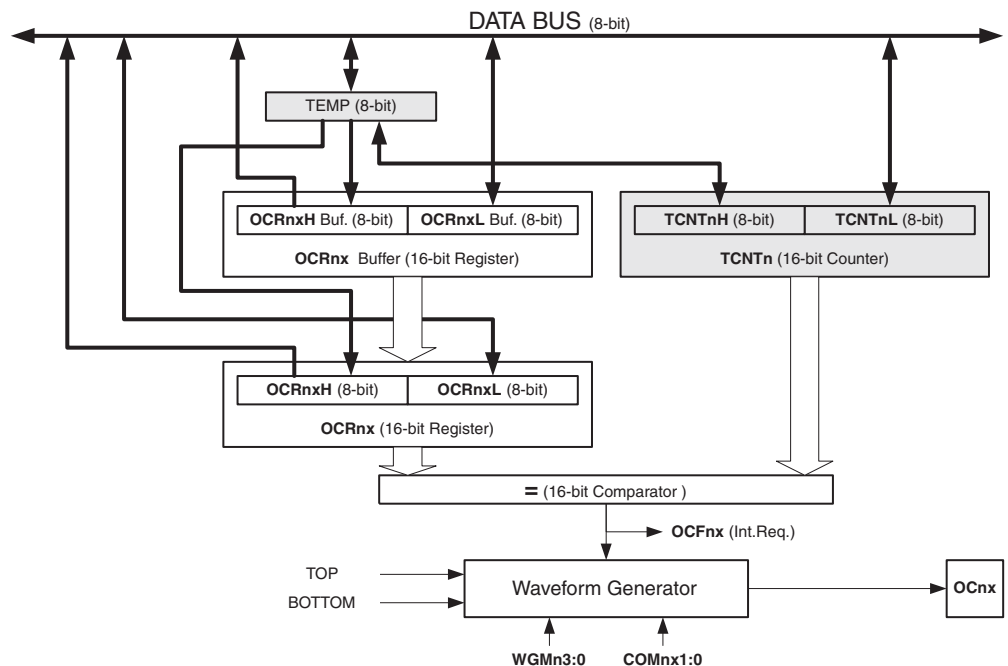 DATA BUS (8-bit)
TEMP (8-bit)
OCRnxH Buf. (8-bit)
OCRnxL Buf. (8-bit)
OCRnx Buffer (16-bit Register)
TCNTnH (8-bit)
TCNTnL (8-bit)
TCNTn (16-bit Counter)
OCRnxH (8-bit)
OCRnxL (8-bit)
OCRnx (16-bit Register)
= (16-bit Comparator )
OCFnx (Int.Req.)
TOP
BOTTOM
Waveform Generator
OCnx
WGMn3:0
COMnx1:0